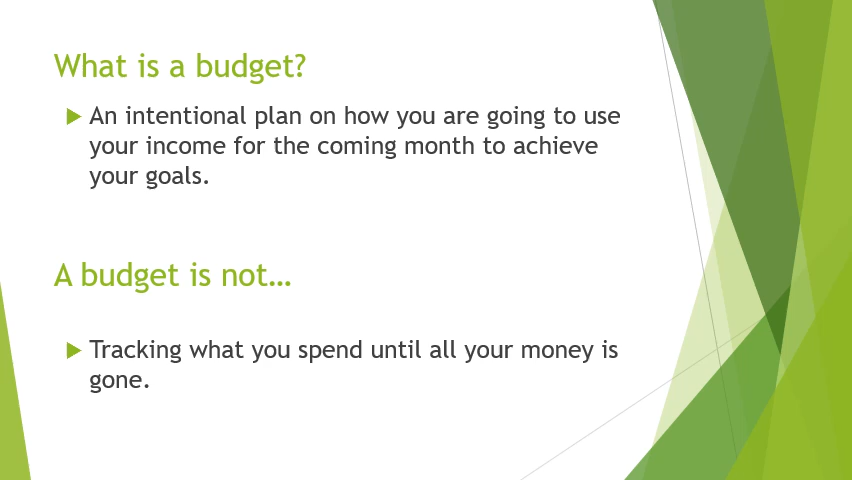 What is a budget?
An intentional plan on how you are going to use
your income for the coming month to achieve
your goals.
A budget is not…
Tracking what you spend until all your money is
gone.